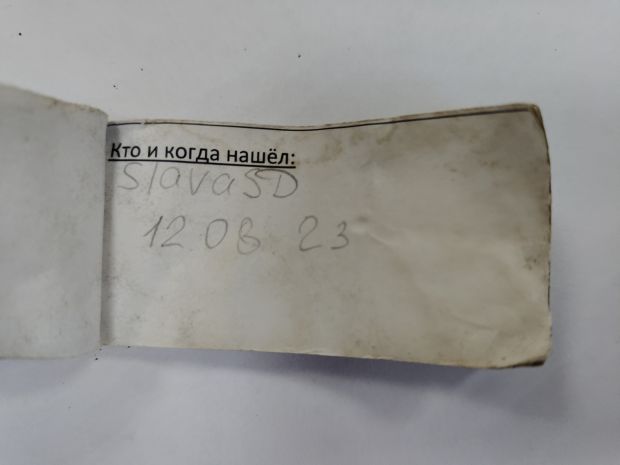 Кто и когда нашёл:
SlavaSD
12 08 23